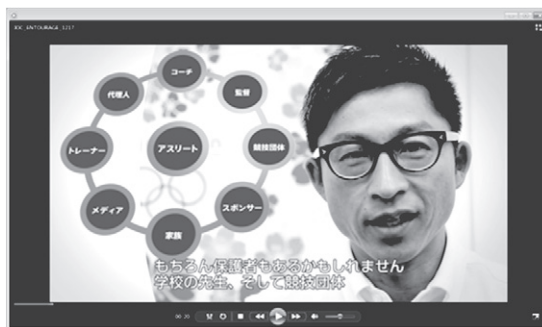 IOC_ENTOURAGE_1217
コーチ
監督
競技団体
スポンサー
家族
メディア
トレーナー
代理人
アスリート
もちろん保護者もあるかもしれません
学校の先生、そして競技団体
00:20